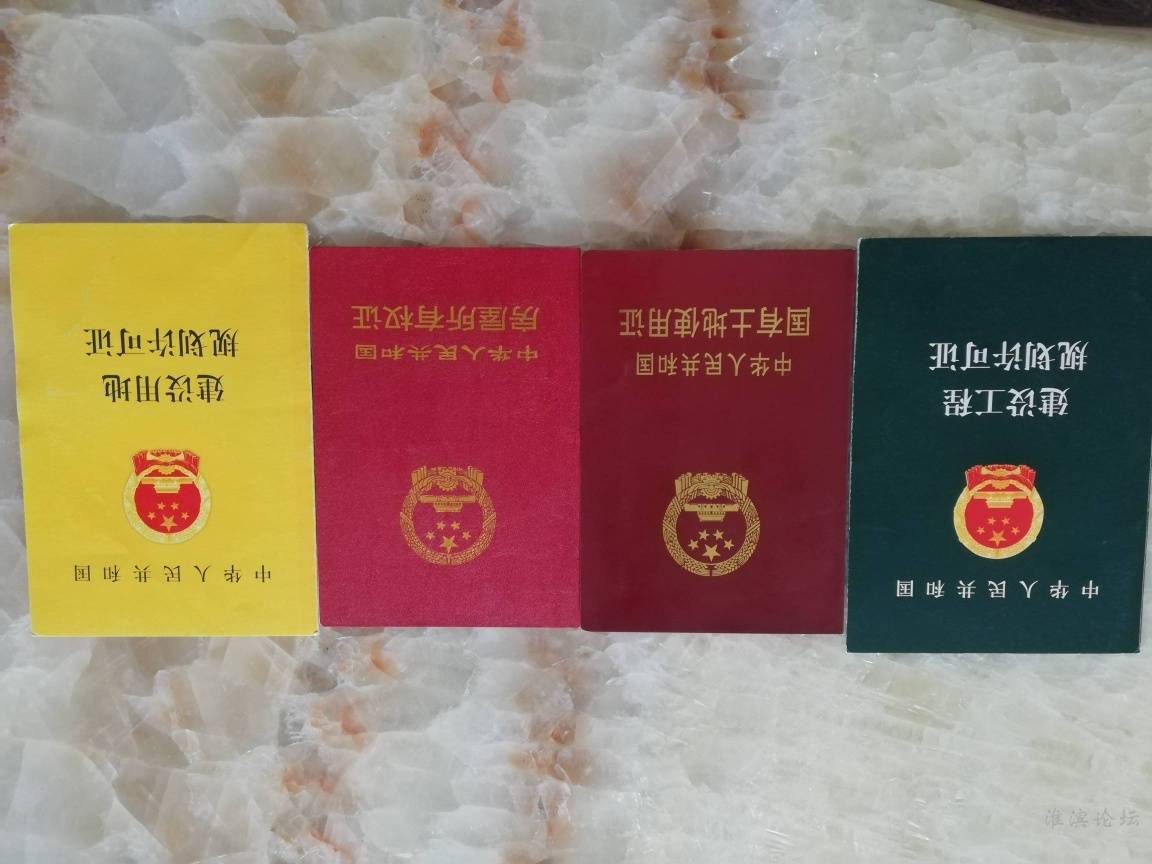 中华人民共和国
建设工程
规划许可证
中华人民共和国
国有土地使用证
中华人民共和国
房屋所有权证
中华人民共和国
建设用地
规划许可证
淮滨论坛